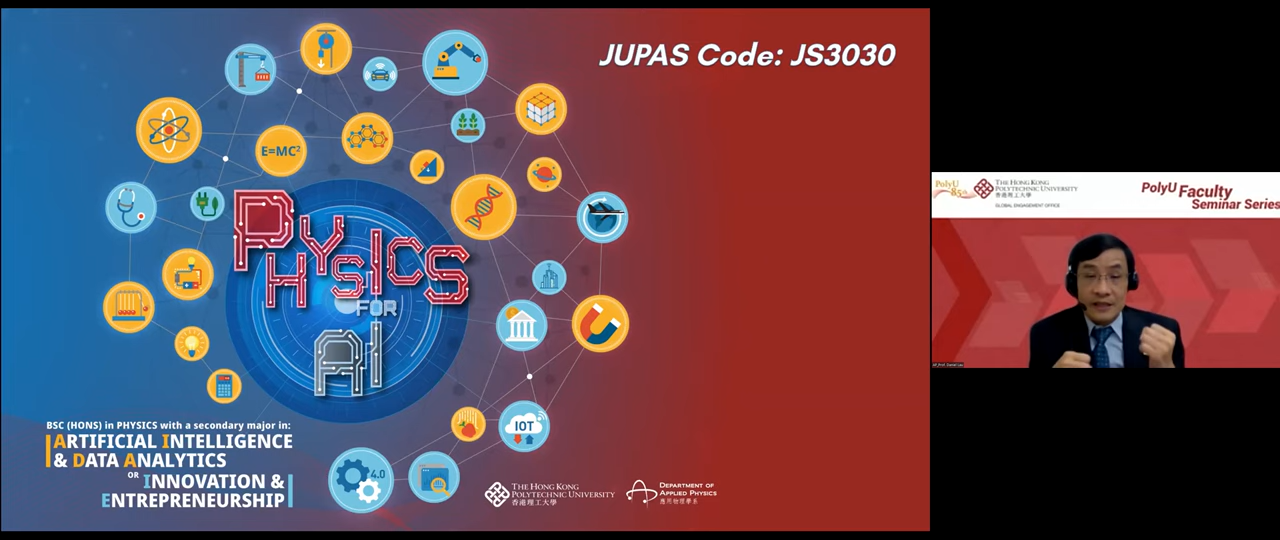 JUPAS Code: JS3030
E=MC²
PHYSICS
FOR
AI
IOT
4.0
BSC (HONS) in PHYSICS with a secondary major in:
ARTIFICIAL INTELLIGENCE
& DATA ANALYTICS
OR INNOVATION &
ENTREPRENEURSHIP
THE HONG KONG
POLYTECHNIC UNIVERSITY
香港理工大學
DEPARTMENT OF
APPLIED PHYSICS
應用物理學系
PolyU
85th
THE HONG KONG
POLYTECHNIC UNIVERSITY
香港理工大學
GLOBAL ENGAGEMENT OFFICE
PolyU Faculty
Seminar Series